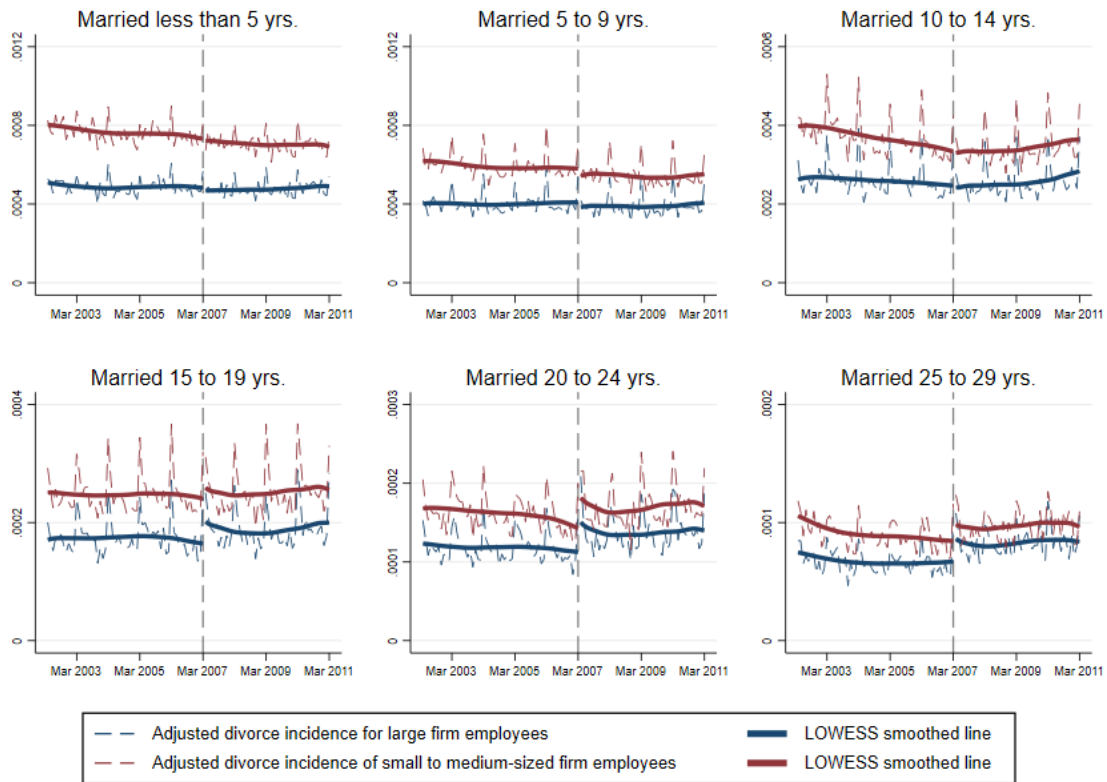 Married less than 5 yrs.
.0012
.0008
.0004
0
Mar 2003 Mar 2005 Mar 2007 Mar 2009 Mar 2011
Married 5 to 9 yrs.
.0012
.0008
.0004
0
Mar 2003 Mar 2005 Mar 2007 Mar 2009 Mar 2011
Married 10 to 14 yrs.
.0006
.0004
.0002
0
Mar 2003 Mar 2005 Mar 2007 Mar 2009 Mar 2011
Married 15 to 19 yrs.
.0004
.0002
0
Mar 2003 Mar 2005 Mar 2007 Mar 2009 Mar 2011
Married 20 to 24 yrs.
.0003
.0002
.0001
0
Mar 2003 Mar 2005 Mar 2007 Mar 2009 Mar 2011
Married 25 to 29 yrs.
.0002
.0001
0
Mar 2003 Mar 2005 Mar 2007 Mar 2009 Mar 2011
Adjusted divorce incidence for large firm employees LOWESS smoothed line
Adjusted divorce incidence of small to medium-sized firm employees LOWESS smoothed line